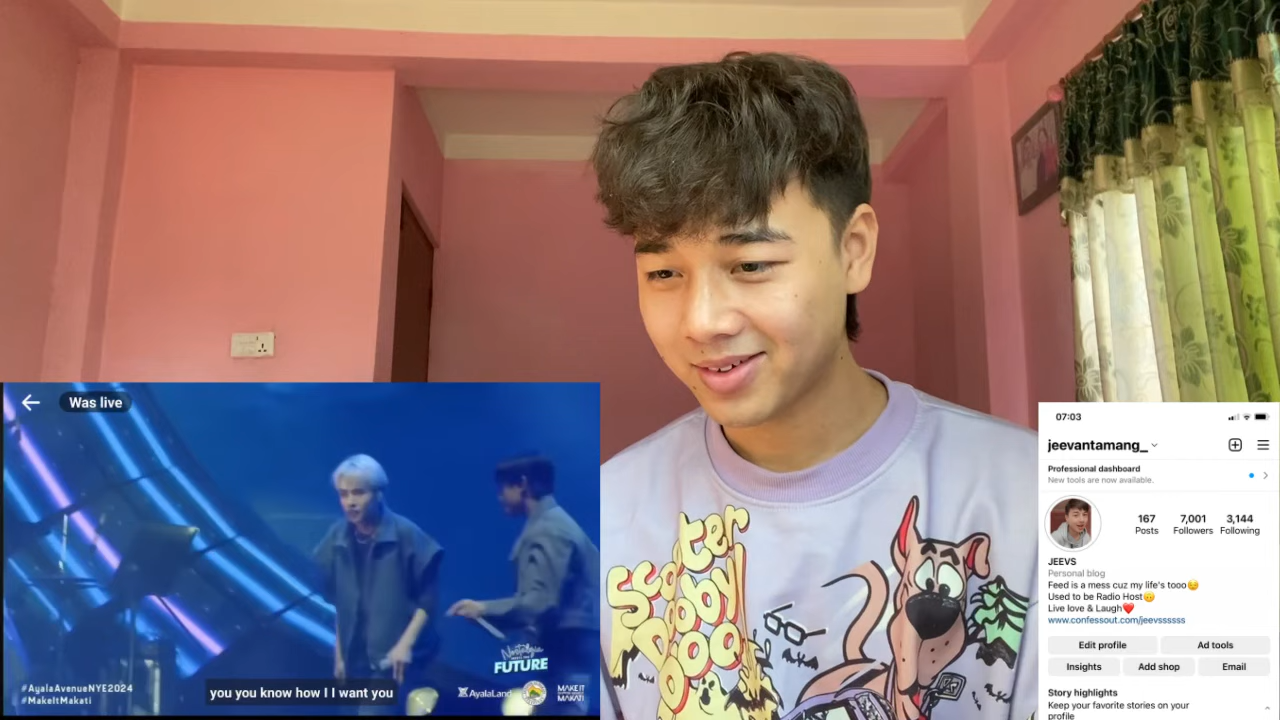 Was live
Nostalgia
FUTURE
#AyalaAvenueNYE2024
#MakeItMakati
you you know how I I want you
AyalaLand
MAKE IT
MAKATI
Scooter
Dooby
Doo
07:03
jeevantamang_
Professional dashboard
New tools are now available.
167
7,001
3,144
Posts
Followers
Following
JEEVS
Personal blog
Feed is a mess cuz my life's tooo😔
Used to be Radio Host🙃
Live love & Laugh❤️
www.confessout.com/jeevssssss
Edit profile
Ad tools
Insights
Add shop
Email
Story highlights
Keep your favorite stories on your
profile